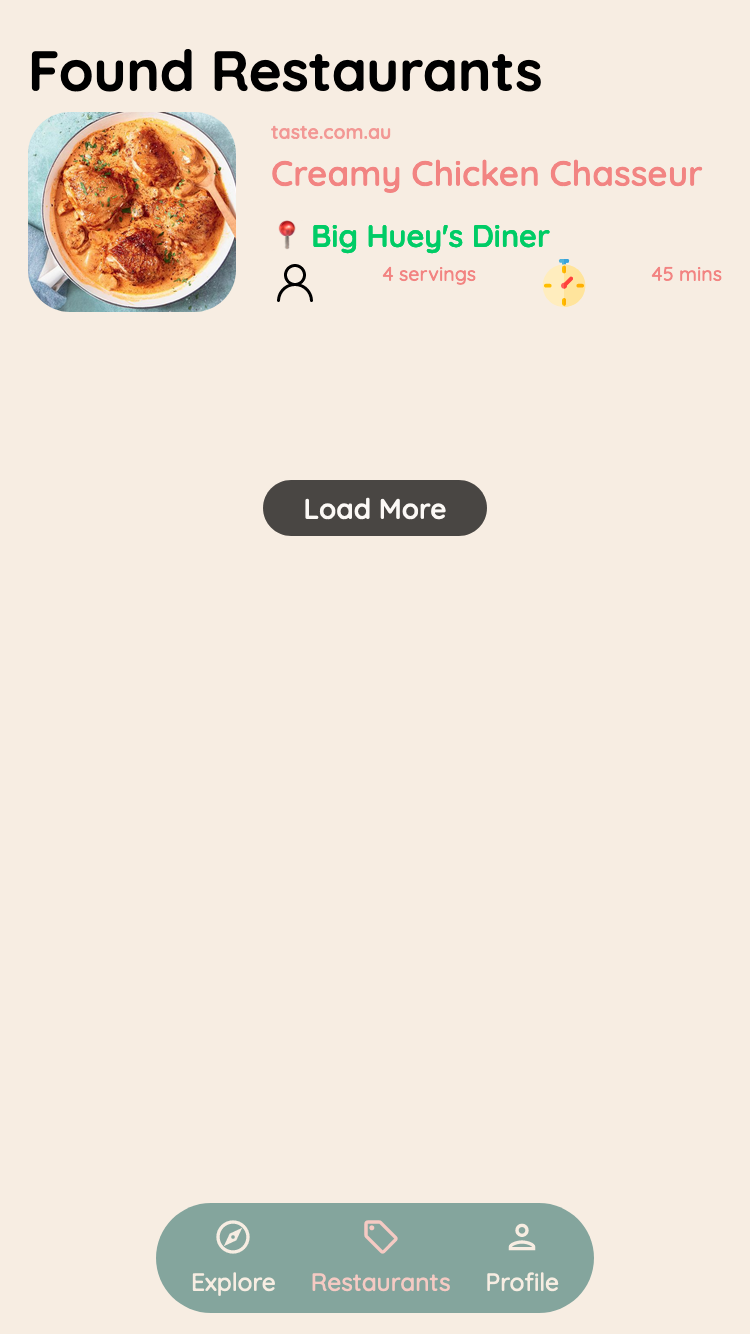 Found Restaurants
taste.com.au
Creamy Chicken Chasseur
📍 Big Huey's Diner
4 servings 45 mins
Load More
Explore Restaurants Profile